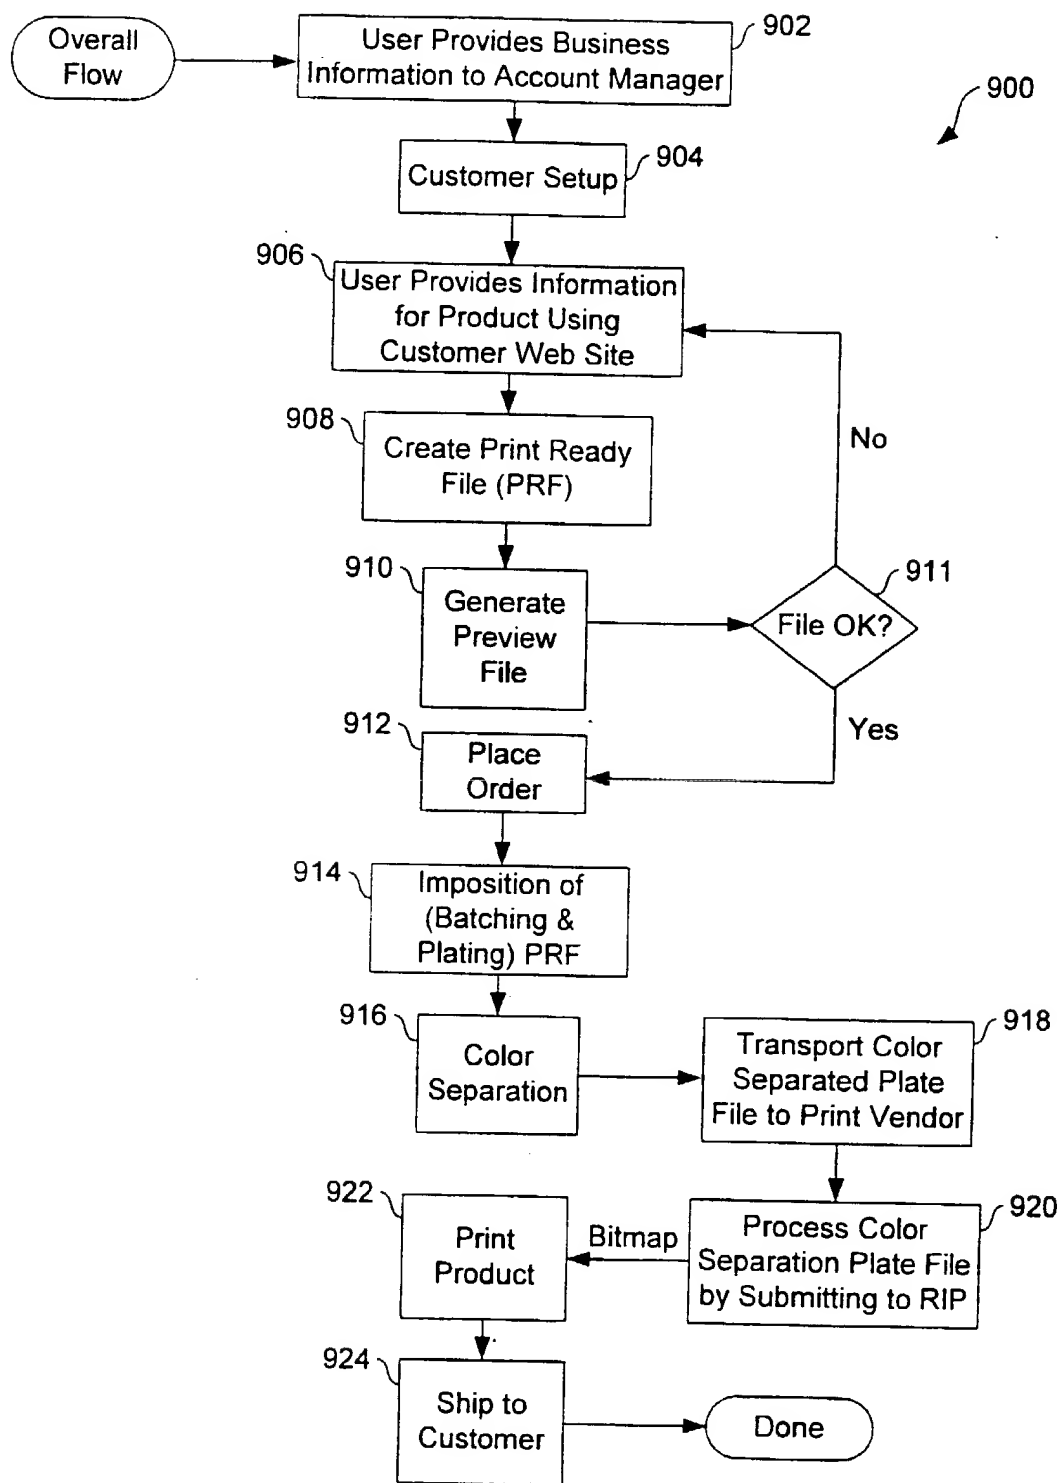 Overall
Flow
User Provides Business
Information to Account Manager
902
900
Customer Setup
904
906
User Provides Information
for Product Using
Customer Web Site
908
Create Print Ready
File (PRF)
No
910
Generate
Preview
File
File OK?
911
Yes
912
Place
Order
914
Imposition of
(Batching &
Plating) PRF
916
Color
Separation
Transport Color
Separated Plate
File to Print Vendor
918
Process Color
Separation Plate File
by Submitting to RIP
920
Bitmap
922
Print
Product
924
Ship to
Customer
Done